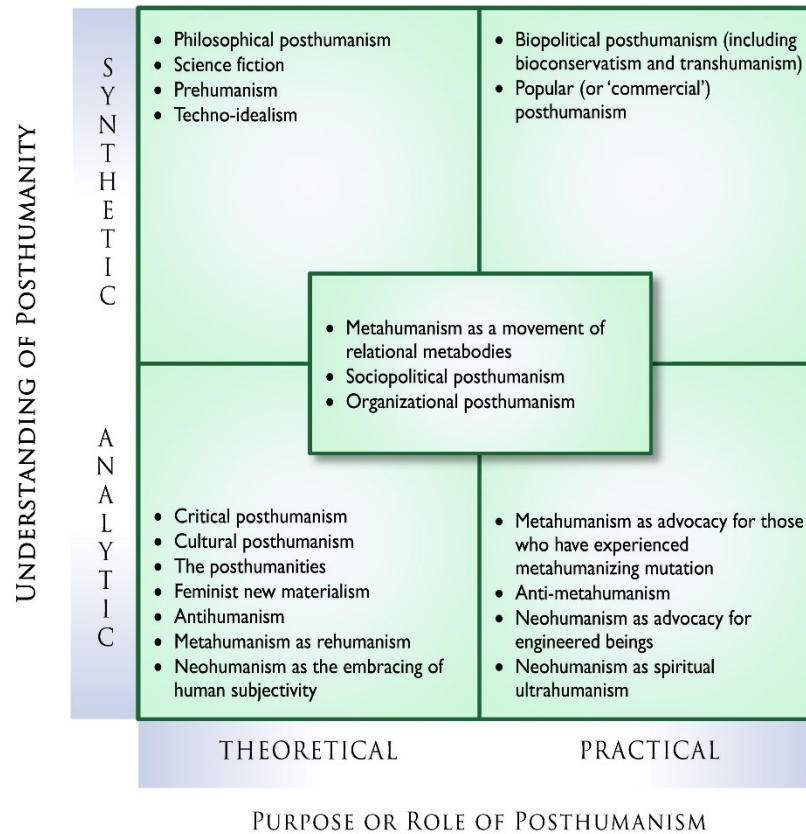 UNDERSTANDING OF POSTHUMANITY
SYNTHETIC
• Philosophical posthumanism
• Science fiction
• Prehumanism
• Techno-idealism
• Biopolitical posthumanism (including
bioconservatism and transhumanism)
• Popular (or ‘commercial’)
posthumanism
• Metahumanism as a movement of
relational metabodies
• Sociopolitical posthumanism
• Organizational posthumanism
ANALYTIC
• Critical posthumanism
• Cultural posthumanism
• The posthumanities
• Feminist new materialism
• Antihumanism
• Metahumanism as rehumanism
• Neohumanism as the embracing of
human subjectivity
• Metahumanism as advocacy for those
who have experienced
metahumanizing mutation
• Anti-metahumanism
• Neohumanism as advocacy for
engineered beings
• Neohumanism as spiritual
ultrahumanism
THEORETICAL
PRACTICAL
PURPOSE OR ROLE OF POSTHUMANISM